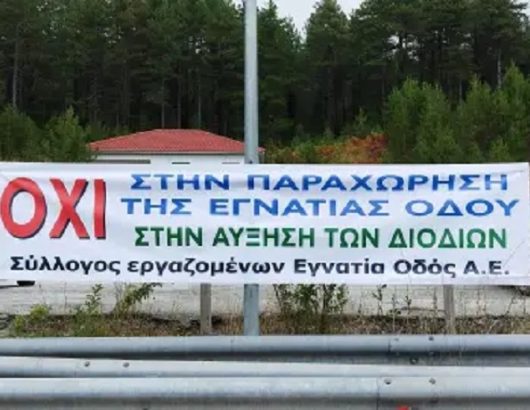 ΟΧΙ ΣΤΗΝ ΠΑΡΑΧΩΡΗΣΗ
ΤΗΣ ΕΓΝΑΤΙΑΣ ΟΔΟΥ
ΣΤΗΝ ΑΥΞΗΣΗ ΤΩΝ ΔΙΟΔΙΩΝ
Σύλλογος εργαζομένων Εγνατία Οδός Α.Ε.